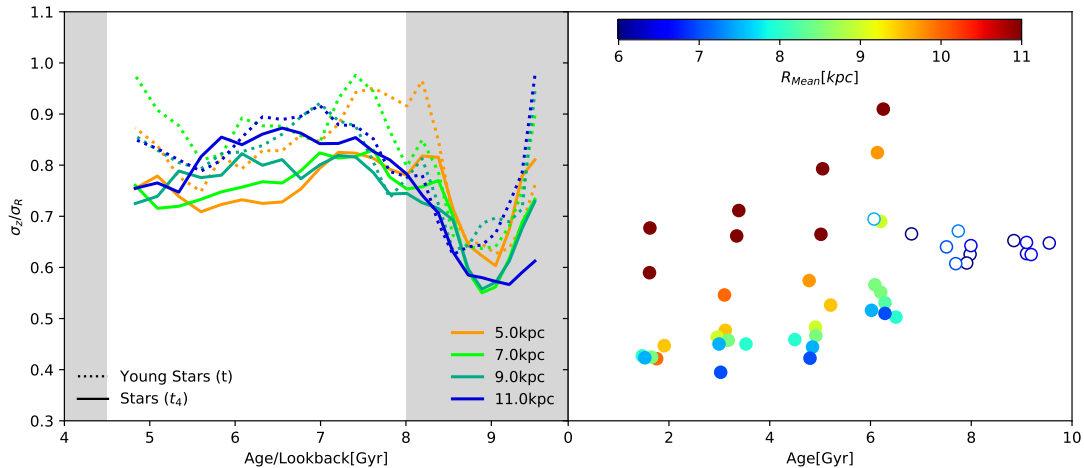 1.1
1.0
0.9
0.8
0.7
0.6
0.5
0.4
0.3
σz/σR
4 5 6 7 8 9
Age/Lookback[Gyr]
Young Stars (t)
Stars (t4)
5.0kpc
7.0kpc
9.0kpc
11.0kpc
6 7 8 9 10 11
RMean[kpc]
0 2 4 6 8 10
Age[Gyr]